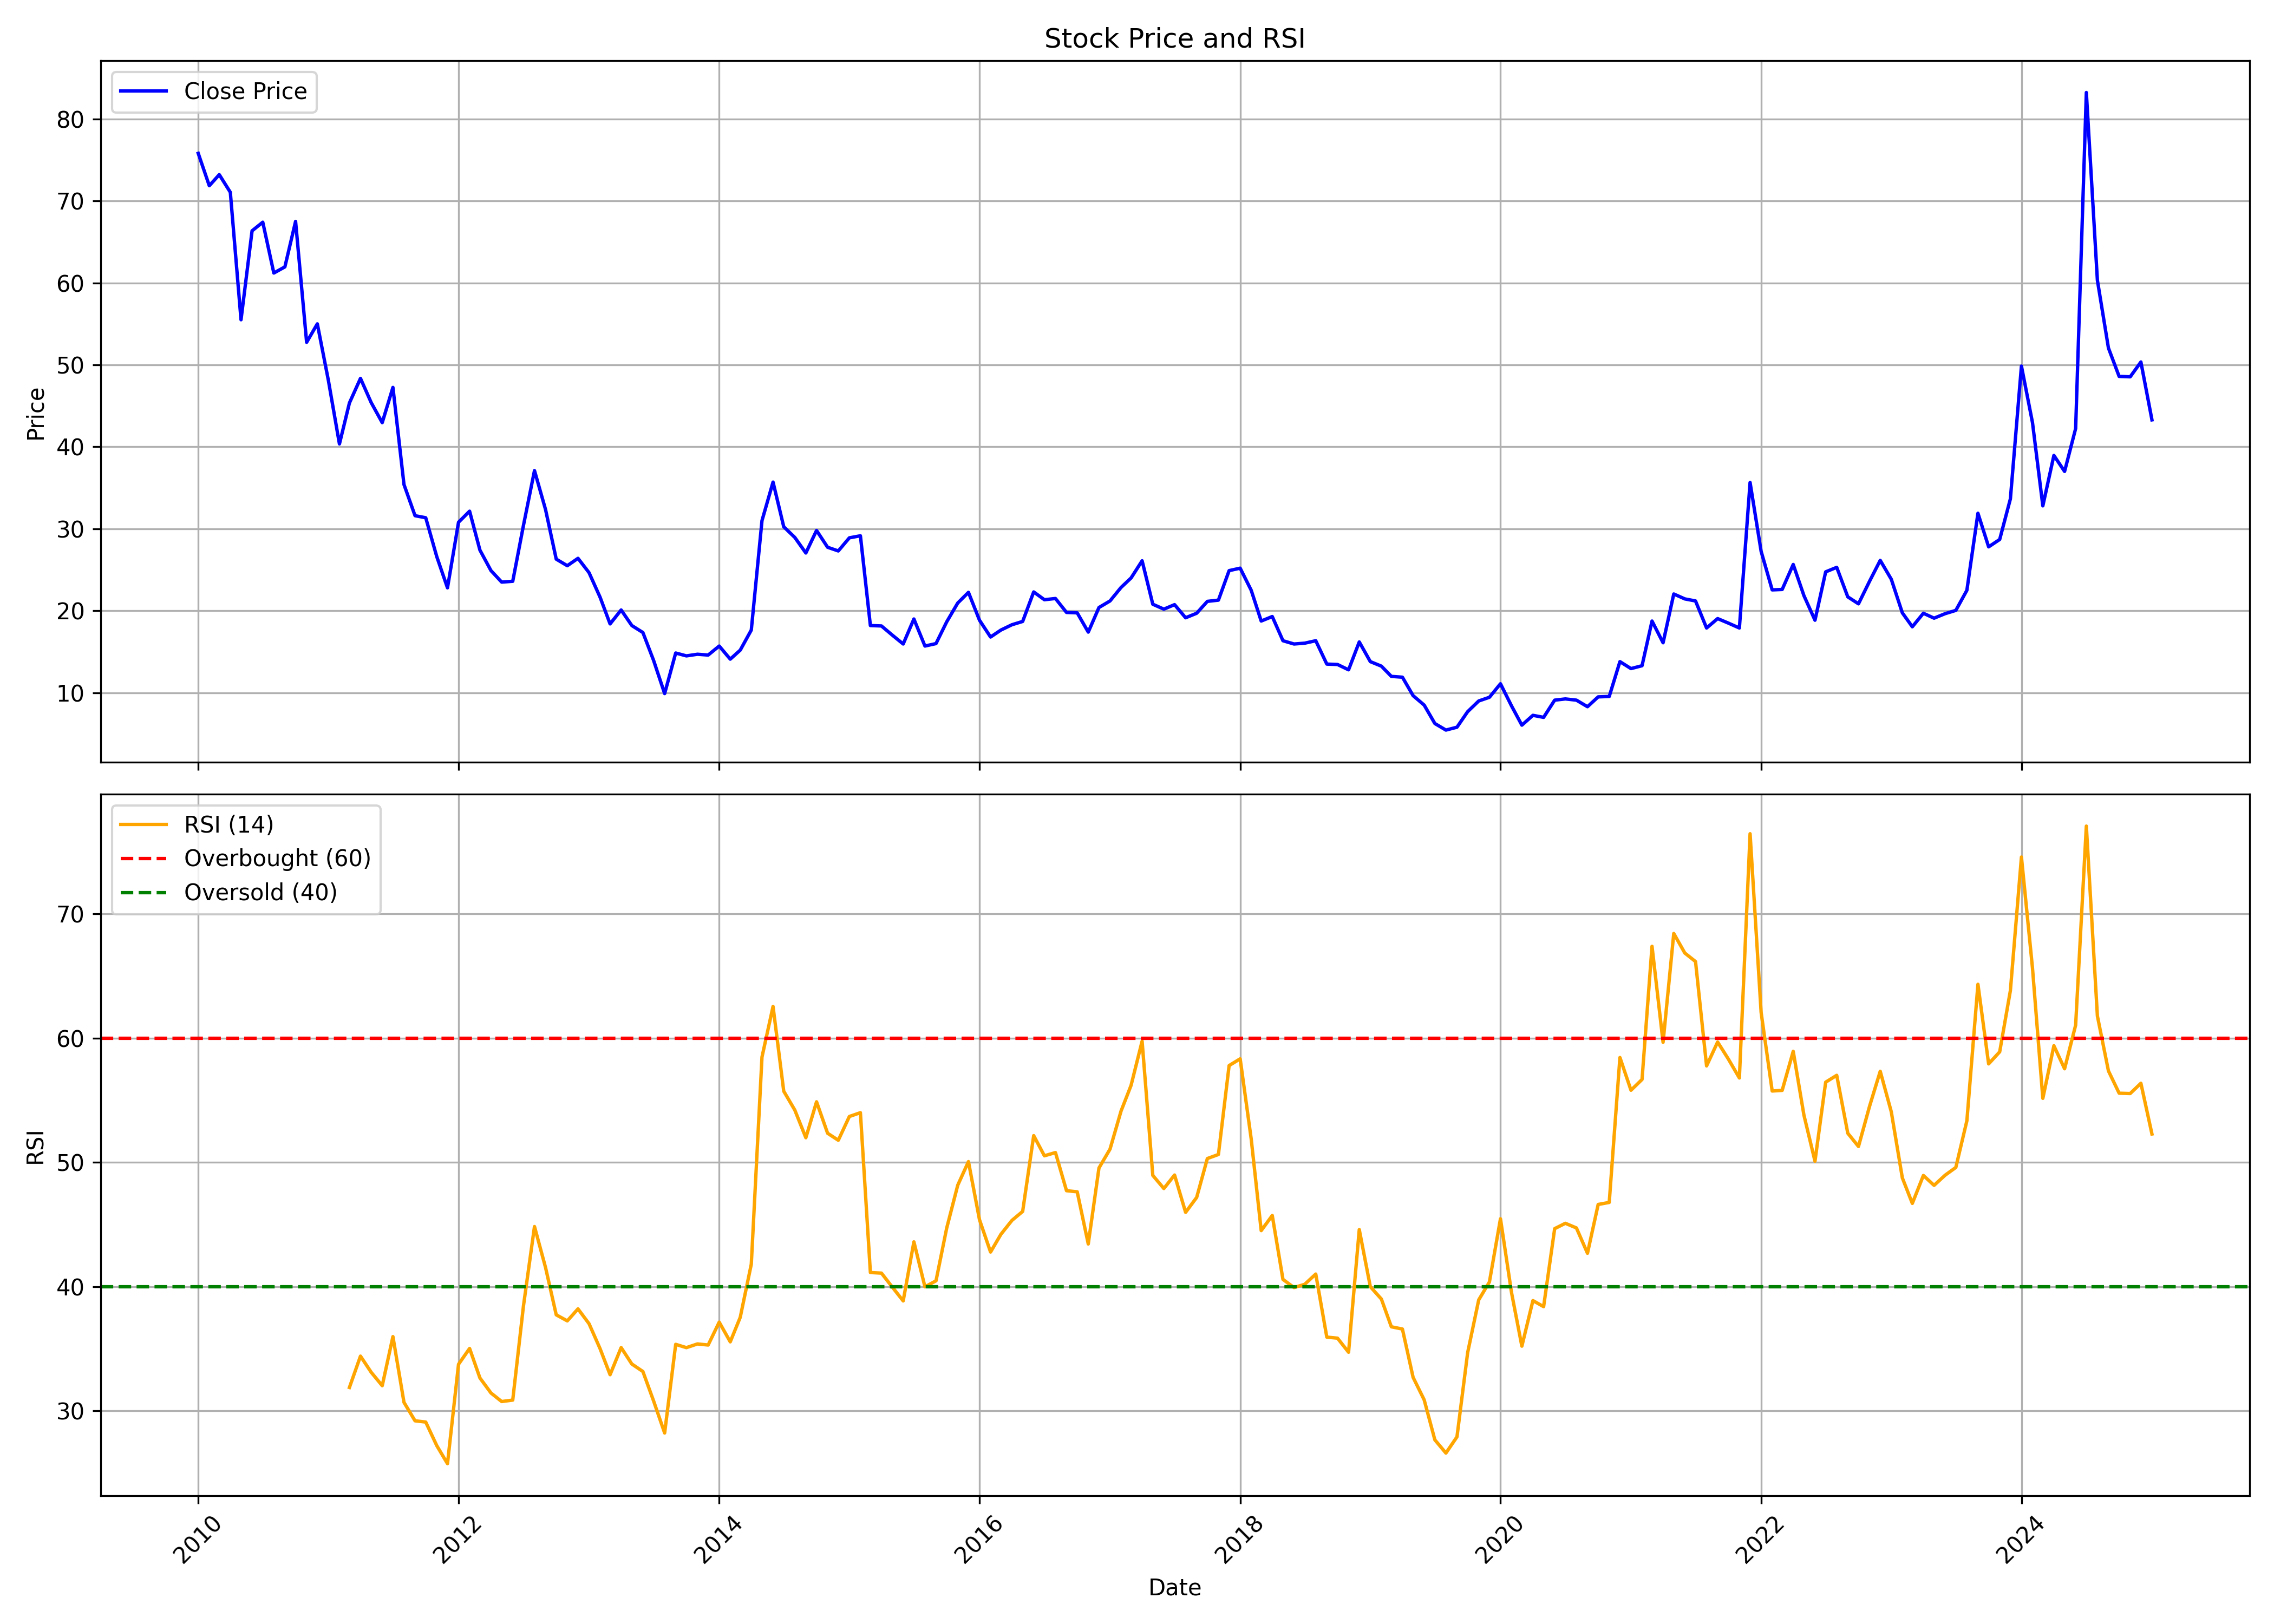 Stock Price and RSI
Close Price
80
70
60
50
40
30
20
10
Price
RSI (14)
Overbought (60)
Oversold (40)
70
60
50
40
30
RSI
2010
2012
2014
2016
2018
2020
2022
2024
Date